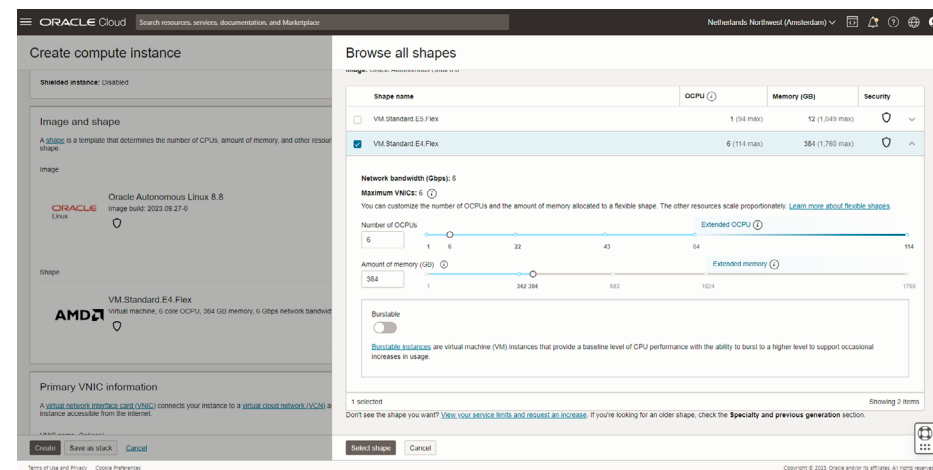 ORACLE Cloud
Search resources, services, documentation, and Marketplace
Netherlands Northwest (Amsterdam)
Create compute instance
Shielded instance: Disabled
Image and shape
A shape is a template that determines the number of CPUs, amount of memory, and other resour
shape.
Image
ORACLE
Linux
Oracle Autonomous Linux 8.8
Image build: 2023.09.27-0
Shape
AMD
VM.Standard.E4.Flex
Virtual machine, 6 core OCPU, 384 GB memory, 6 Gbps network bandwid
Primary VNIC information
A virtual network interface card (VNIC) connects your instance to a virtual cloud network (VCN) a
instance accessible from the internet.
Create
Save as stack
Cancel
Browse all shapes
Shape name
OCPU
Memory (GB)
Security
VM.Standard.E5.Flex
1 (94 max)
12 (1,049 max)
VM.Standard.E4.Flex
6 (114 max)
384 (1,760 max)
Network bandwidth (Gbps): 6
Maximum VNICs: 6
You can customize the number of OCPUs and the amount of memory allocated to a flexible shape. The other resources scale proportionately. Learn more about flexible shapes.
Number of OCPUs
Extended OCPU
6
1 6 22 43 64 114
Amount of memory (GB)
Extended memory
384
1 342 384 683 1024 1760
Burstable
Burstable instances are virtual machine (VM) instances that provide a baseline level of CPU performance with the ability to burst to a higher level to support occasional
increases in usage.
1 selected
Showing 2 items
Don't see the shape you want? View your service limits and request an increase. If you're looking for an older shape, check the Specialty and previous generation section.
Select shape
Cancel
Terms of Use and Privacy
Cookie Preferences
Copyright © 2023, Oracle and/or its affiliates. All rights reserved.